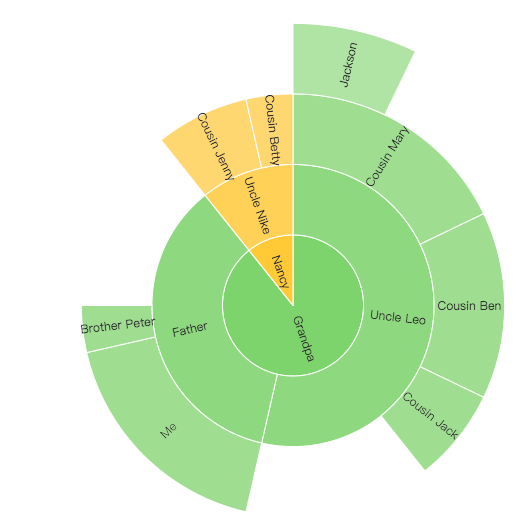 Jackson
Cousin Betty
Cousin Jenny
Cousin Mary
Uncle Nike
Nancy
Cousin Ben
Uncle Leo
Brother Peter
Father
Grandpa
Cousin Jack
Me